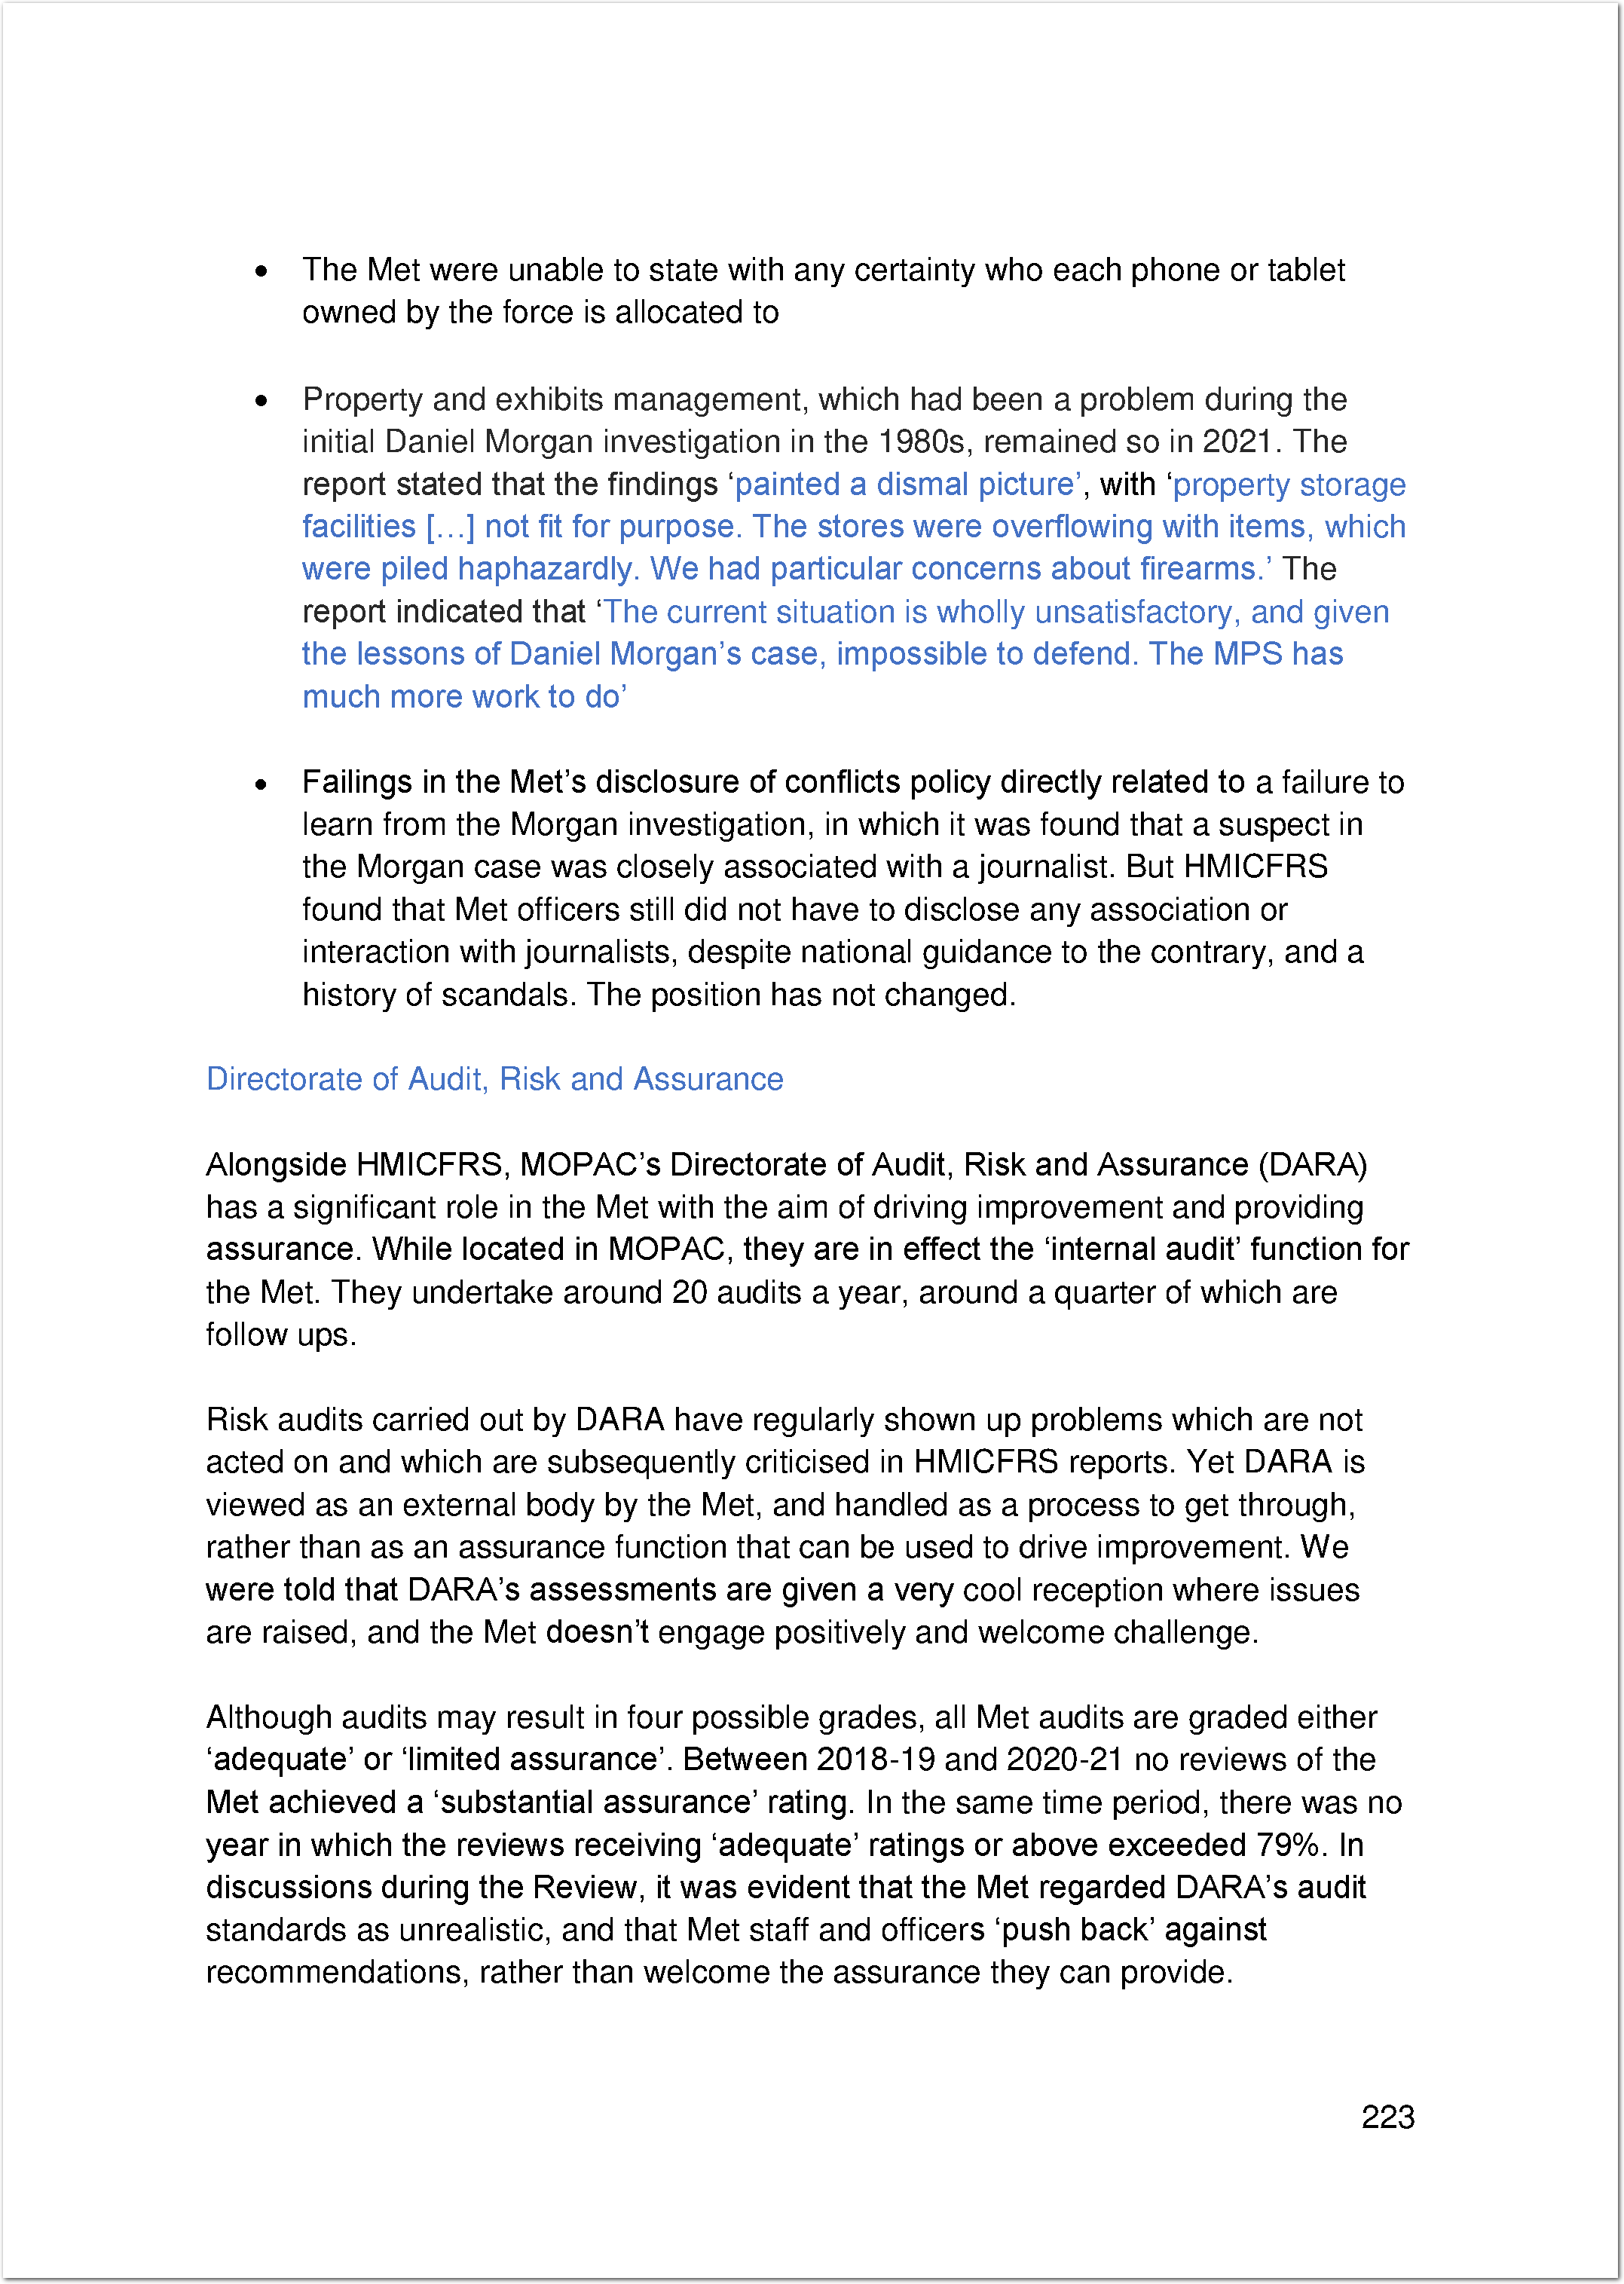 • The Met were unable to state with any certainty who each phone or tablet
owned by the force is allocated to
• Property and exhibits management, which had been a problem during the
initial Daniel Morgan investigation in the 1980s, remained so in 2021. The
report stated that the findings ‘painted a dismal picture’, with ‘property storage
facilities […] not fit for purpose. The stores were overflowing with items, which
were piled haphazardly. We had particular concerns about firearms.’ The
report indicated that ‘The current situation is wholly unsatisfactory, and given
the lessons of Daniel Morgan’s case, impossible to defend. The MPS has
much more work to do’
• Failings in the Met’s disclosure of conflicts policy directly related to a failure to
learn from the Morgan investigation, in which it was found that a suspect in
the Morgan case was closely associated with a journalist. But HMICFRS
found that Met officers still did not have to disclose any association or
interaction with journalists, despite national guidance to the contrary, and a
history of scandals. The position has not changed.
Directorate of Audit, Risk and Assurance
Alongside HMICFRS, MOPAC’s Directorate of Audit, Risk and Assurance (DARA)
has a significant role in the Met with the aim of driving improvement and providing
assurance. While located in MOPAC, they are in effect the ‘internal audit’ function for
the Met. They undertake around 20 audits a year, around a quarter of which are
follow ups.
Risk audits carried out by DARA have regularly shown up problems which are not
acted on and which are subsequently criticised in HMICFRS reports. Yet DARA is
viewed as an external body by the Met, and handled as a process to get through,
rather than as an assurance function that can be used to drive improvement. We
were told that DARA’s assessments are given a very cool reception where issues
are raised, and the Met doesn’t engage positively and welcome challenge.
Although audits may result in four possible grades, all Met audits are graded either
‘adequate’ or ‘limited assurance’. Between 2018-19 and 2020-21 no reviews of the
Met achieved a ‘substantial assurance’ rating. In the same time period, there was no
year in which the reviews receiving ‘adequate’ ratings or above exceeded 79%. In
discussions during the Review, it was evident that the Met regarded DARA’s audit
standards as unrealistic, and that Met staff and officers ‘push back’ against
recommendations, rather than welcome the assurance they can provide.
223